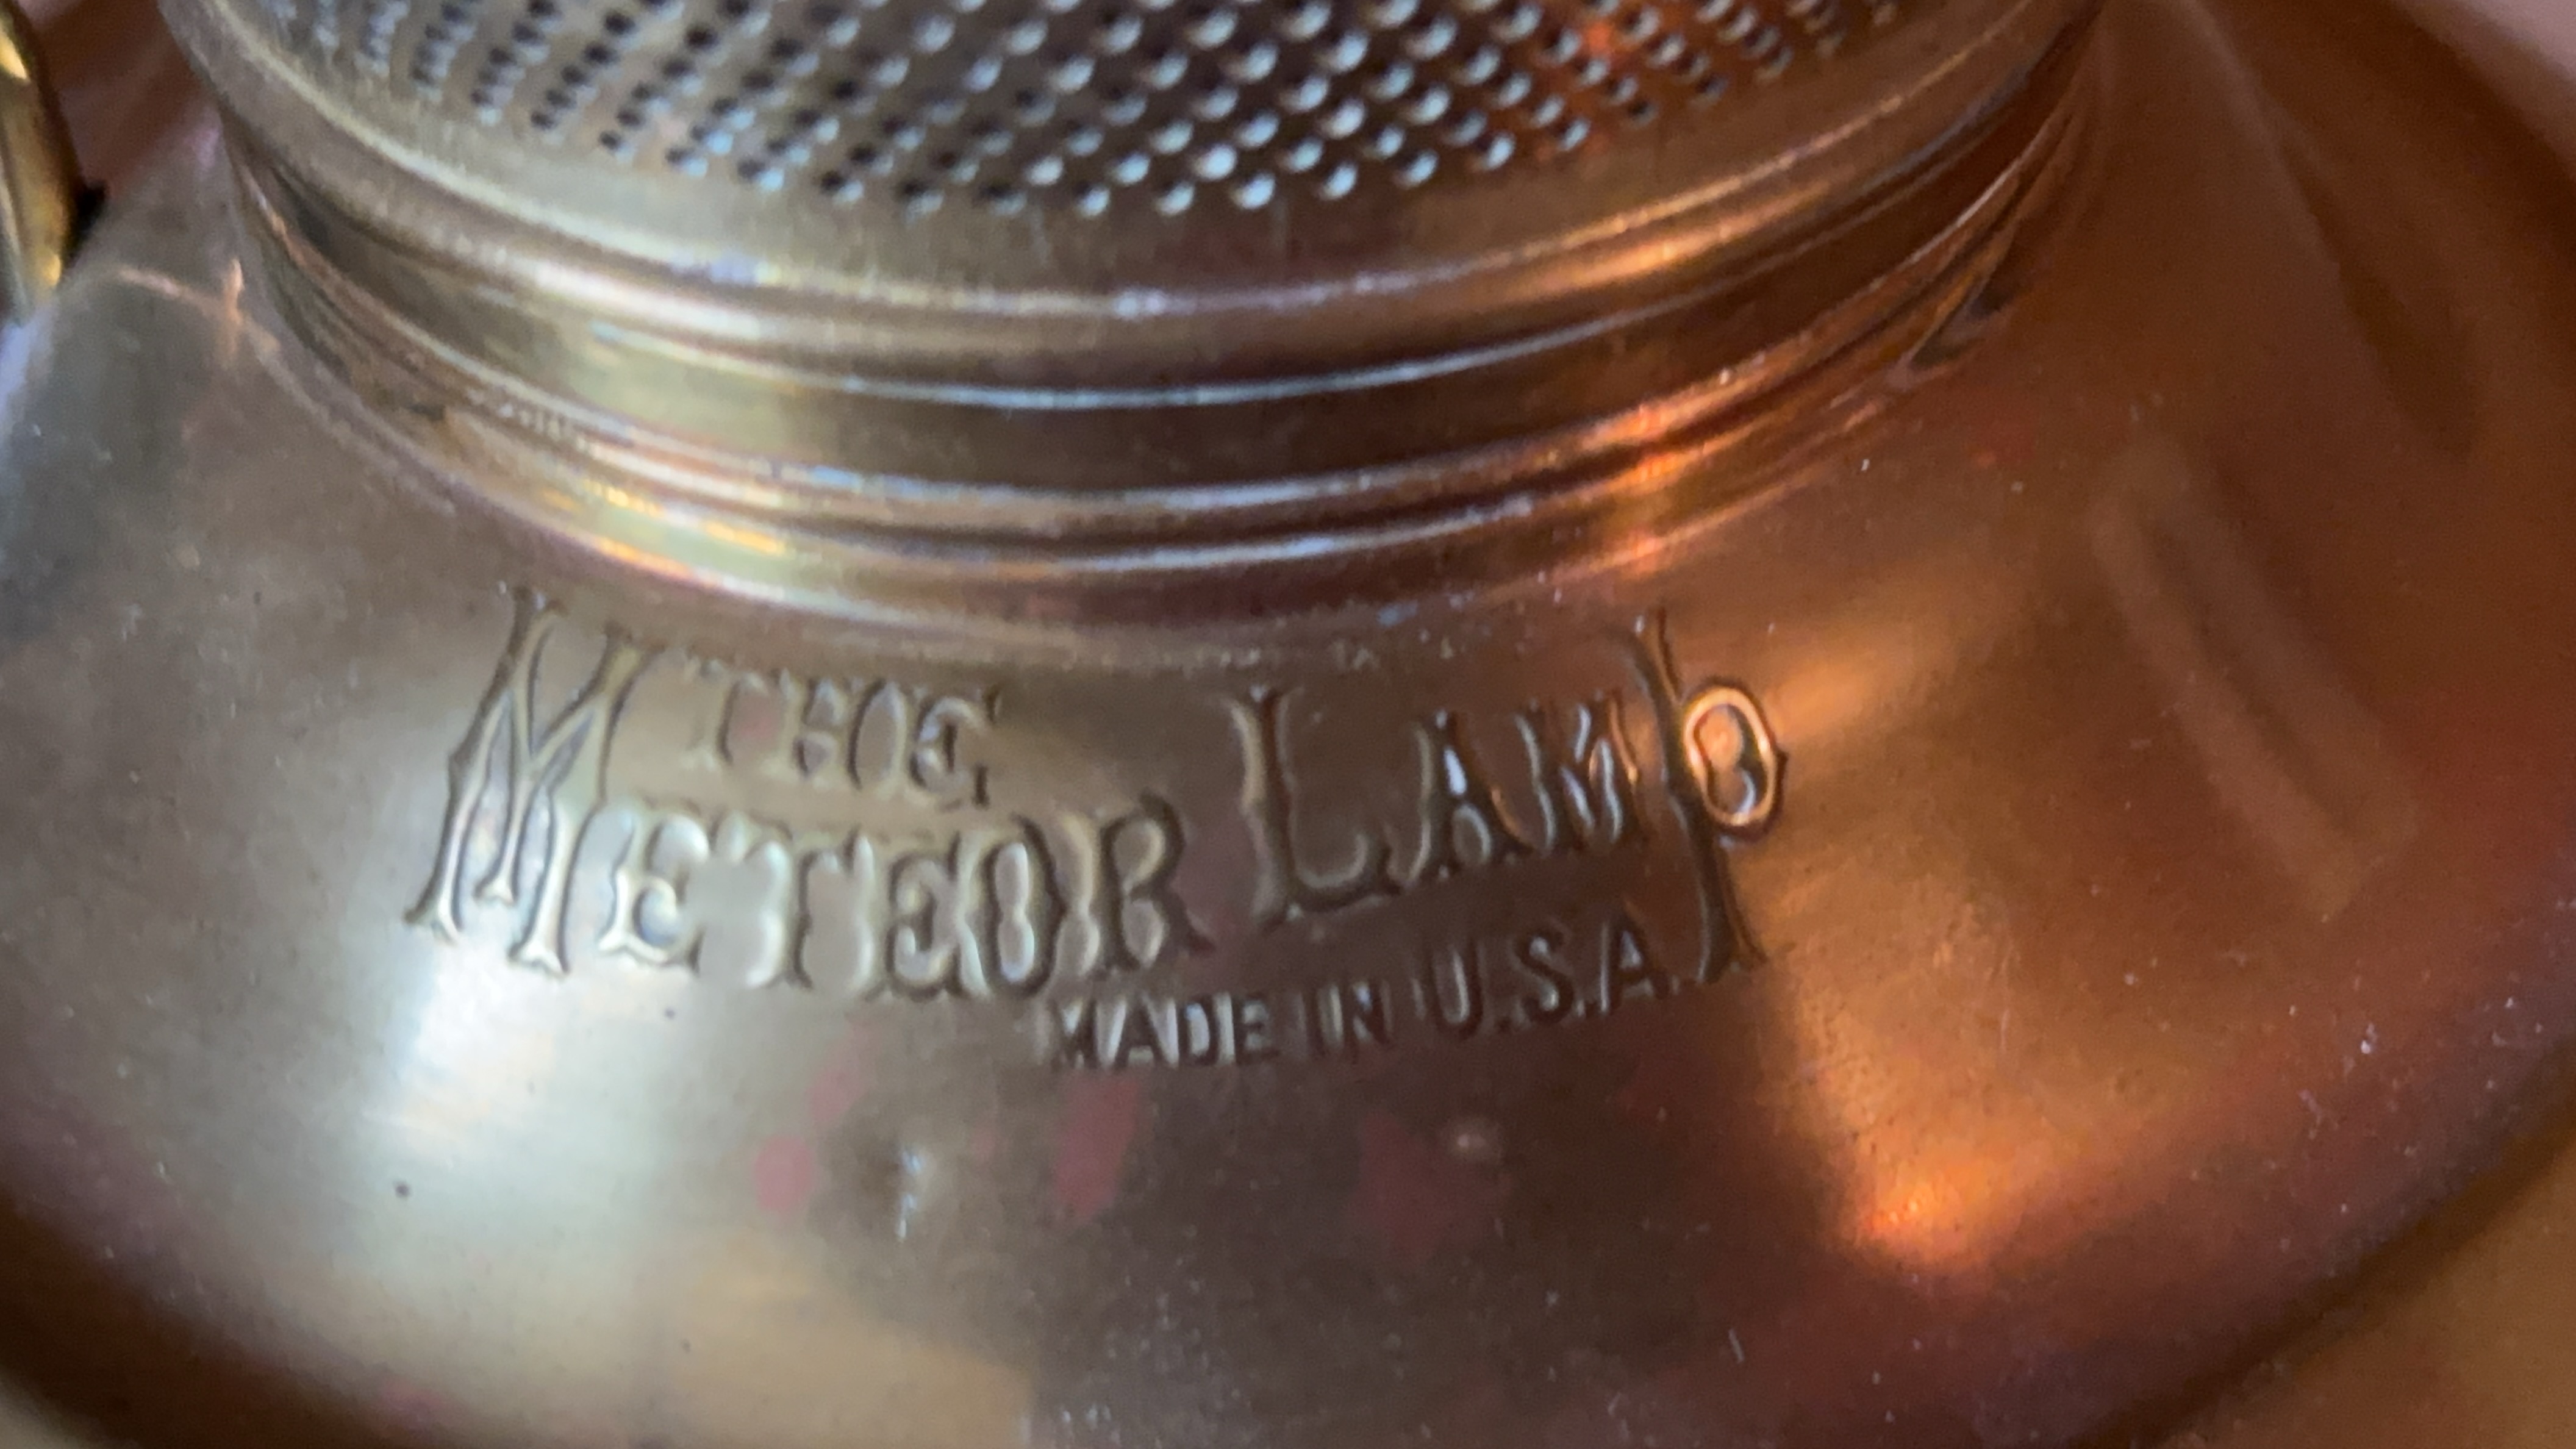 THE
METEOR LAMP
MADE IN U.S.A.